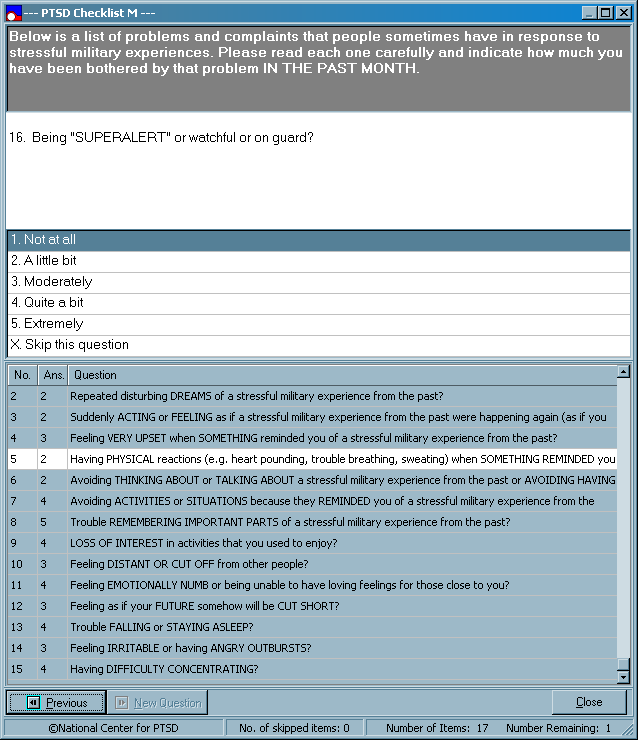 --- PTSD Checklist M ---
Below is a list of problems and complaints that people sometimes have in response to
stressful military experiences. Please read each one carefully and indicate how much you
have been bothered by that problem IN THE PAST MONTH.
16. Being "SUPERALERT" or watchful or on guard?
1. Not at all
2. A little bit
3. Moderately
4. Quite a bit
5. Extremely
X. Skip this question
No. Ans. Question
2 2 Repeated disturbing DREAMS of a stressful military experience from the past?
3 2 Suddenly ACTING or FEELING as if a stressful military experience from the past were happening again (as if you
4 3 Feeling VERY UPSET when SOMETHING reminded you of a stressful military experience from the past?
5 2 Having PHYSICAL reactions (e.g. heart pounding, trouble breathing, sweating) when SOMETHING REMINDED you
6 2 Avoiding THINKING ABOUT or TALKING ABOUT a stressful military experience from the past or AVOIDING HAVING
7 4 Avoiding ACTIVITIES or SITUATIONS because they REMINDED you of a stressful military experience from the
8 5 Trouble REMEMBERING IMPORTANT PARTS of a stressful military experience from the past?
9 4 LOSS OF INTEREST in activities that you used to enjoy?
10 3 Feeling DISTANT OR CUT OFF from other people?
11 4 Feeling EMOTIONALLY NUMB or being unable to have loving feelings for those close to you?
12 3 Feeling as if your FUTURE somehow will be CUT SHORT?
13 4 Trouble FALLING or STAYING ASLEEP?
14 3 Feeling IRRITABLE or having ANGRY OUTBURSTS?
15 4 Having DIFFICULTY CONCENTRATING?
Previous New Question Close
©National Center for PTSD No. of skipped items: 0 Number of Items: 17 Number Remaining: 1